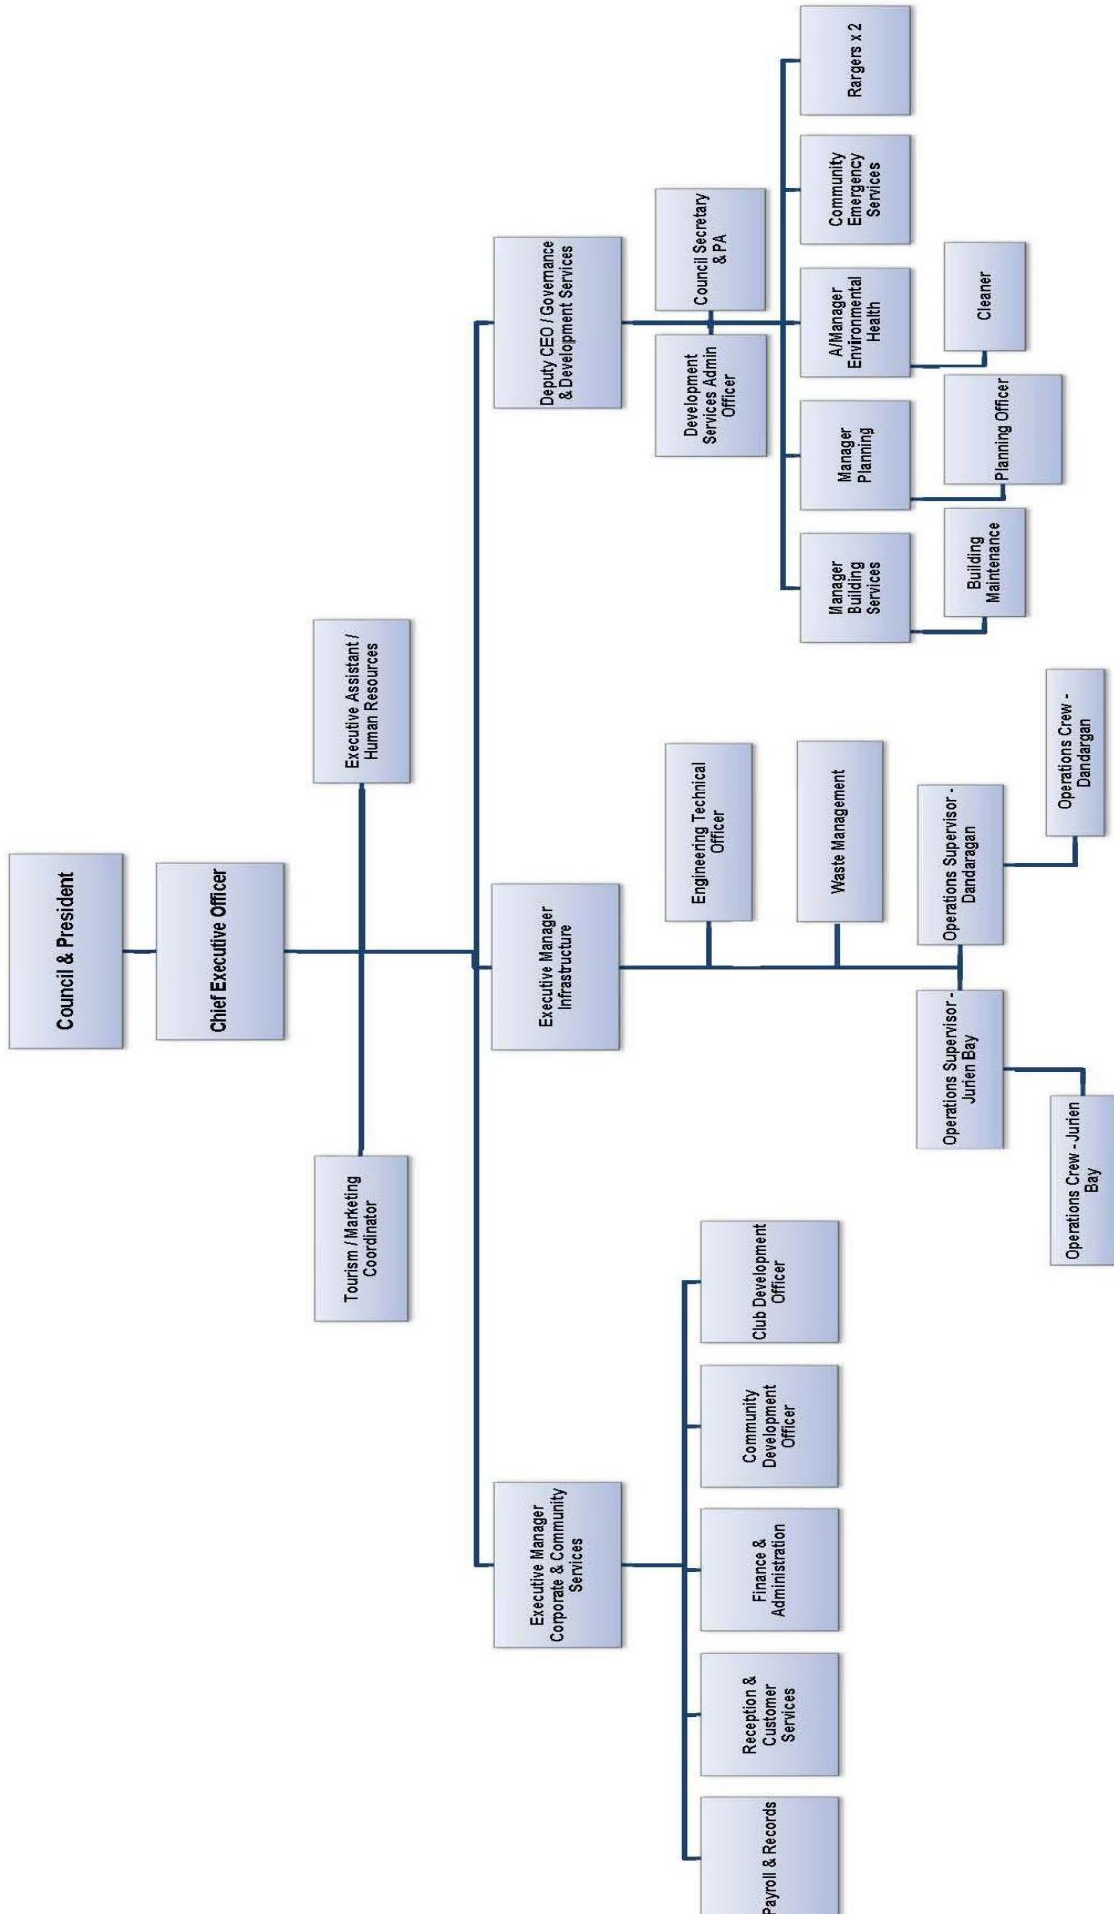 Council & President
Chief Executive Officer
Tourism / Marketing
Coordinator
Executive Assistant /
Human Resources
Executive Manager
Corporate & Community
Services
Executive Manager
Infrastructure
Deputy CEO / Governance
& Development Services
Payroll & Records
Reception &
Customer
Services
Finance &
Administration
Community
Development
Officer
Club Development
Officer
Engineering Technical
Officer
Waste Management
Operations Supervisor -
Jurien Bay
Operations Supervisor -
Dandaragan
Operations Crew - Jurien
Bay
Operations Crew -
Dandargan
Development
Services Admin
Officer
Council Secretary
& PA
Manager
Building
Services
Manager
Planning
A/Manager
Environmental
Health
Community
Emergency
Services
Rargers x 2
Building
Maintenance
Planning Officer
Cleaner